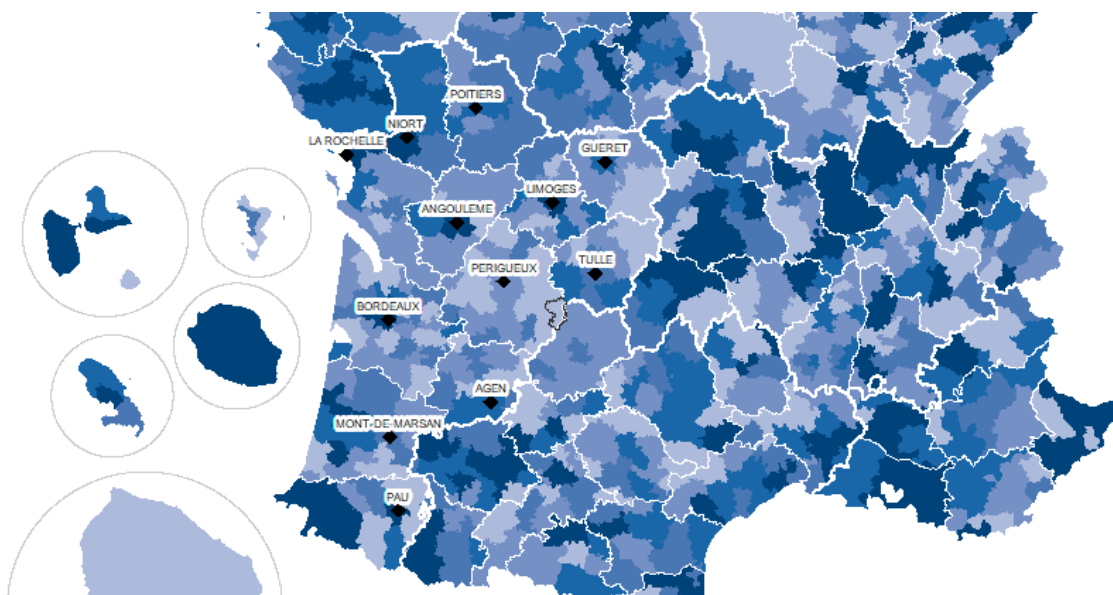 POITIERS
NIORT
LA ROCHELLE
GUERET
LIMOGES
ANGOULEME
PERIGUEUX
TULLE
BORDEAUX
AGEN
MONT-DE-MARSAN
PAU